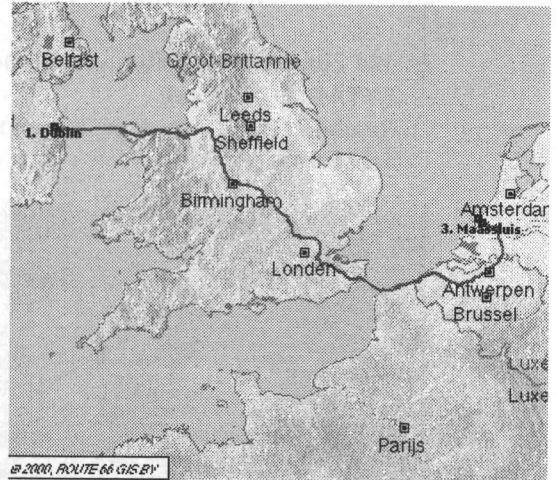 Belfast
Groot-Brittannië
Leeds
1. Dublin
Sheffield
Birmingham
Amsterdan
3. Maassluis
Londen
Antwerpen
Brussel
Luxe
Luxe
Parijs
© 2000, ROUTE 66 GIS BV